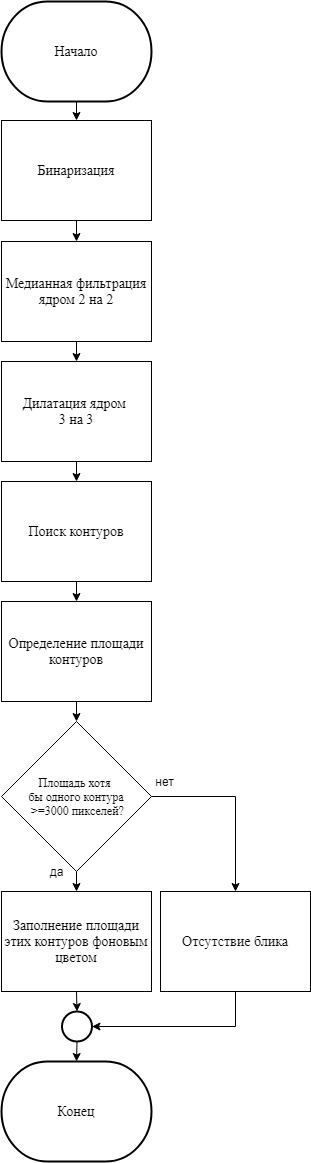 Начало
Бинаризация
Медианная фильтрация
ядром 2 на 2
Дилатация ядром
3 на 3
Поиск контуров
Определение площади
контуров
Площадь хотя
бы одного контура
>=3000 пикселей?
нет
да
Заполнение площади
этих контуров фоновым
цветом
Отсутствие блика
Конец